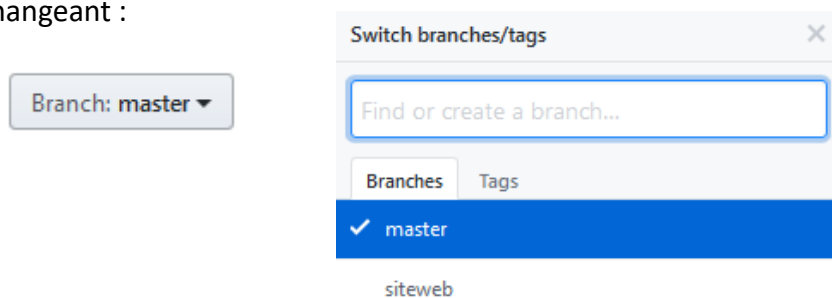 hangeant :
Branch: master
Switch branches/tags
Find or create a branch...
Branches Tags
master
siteweb